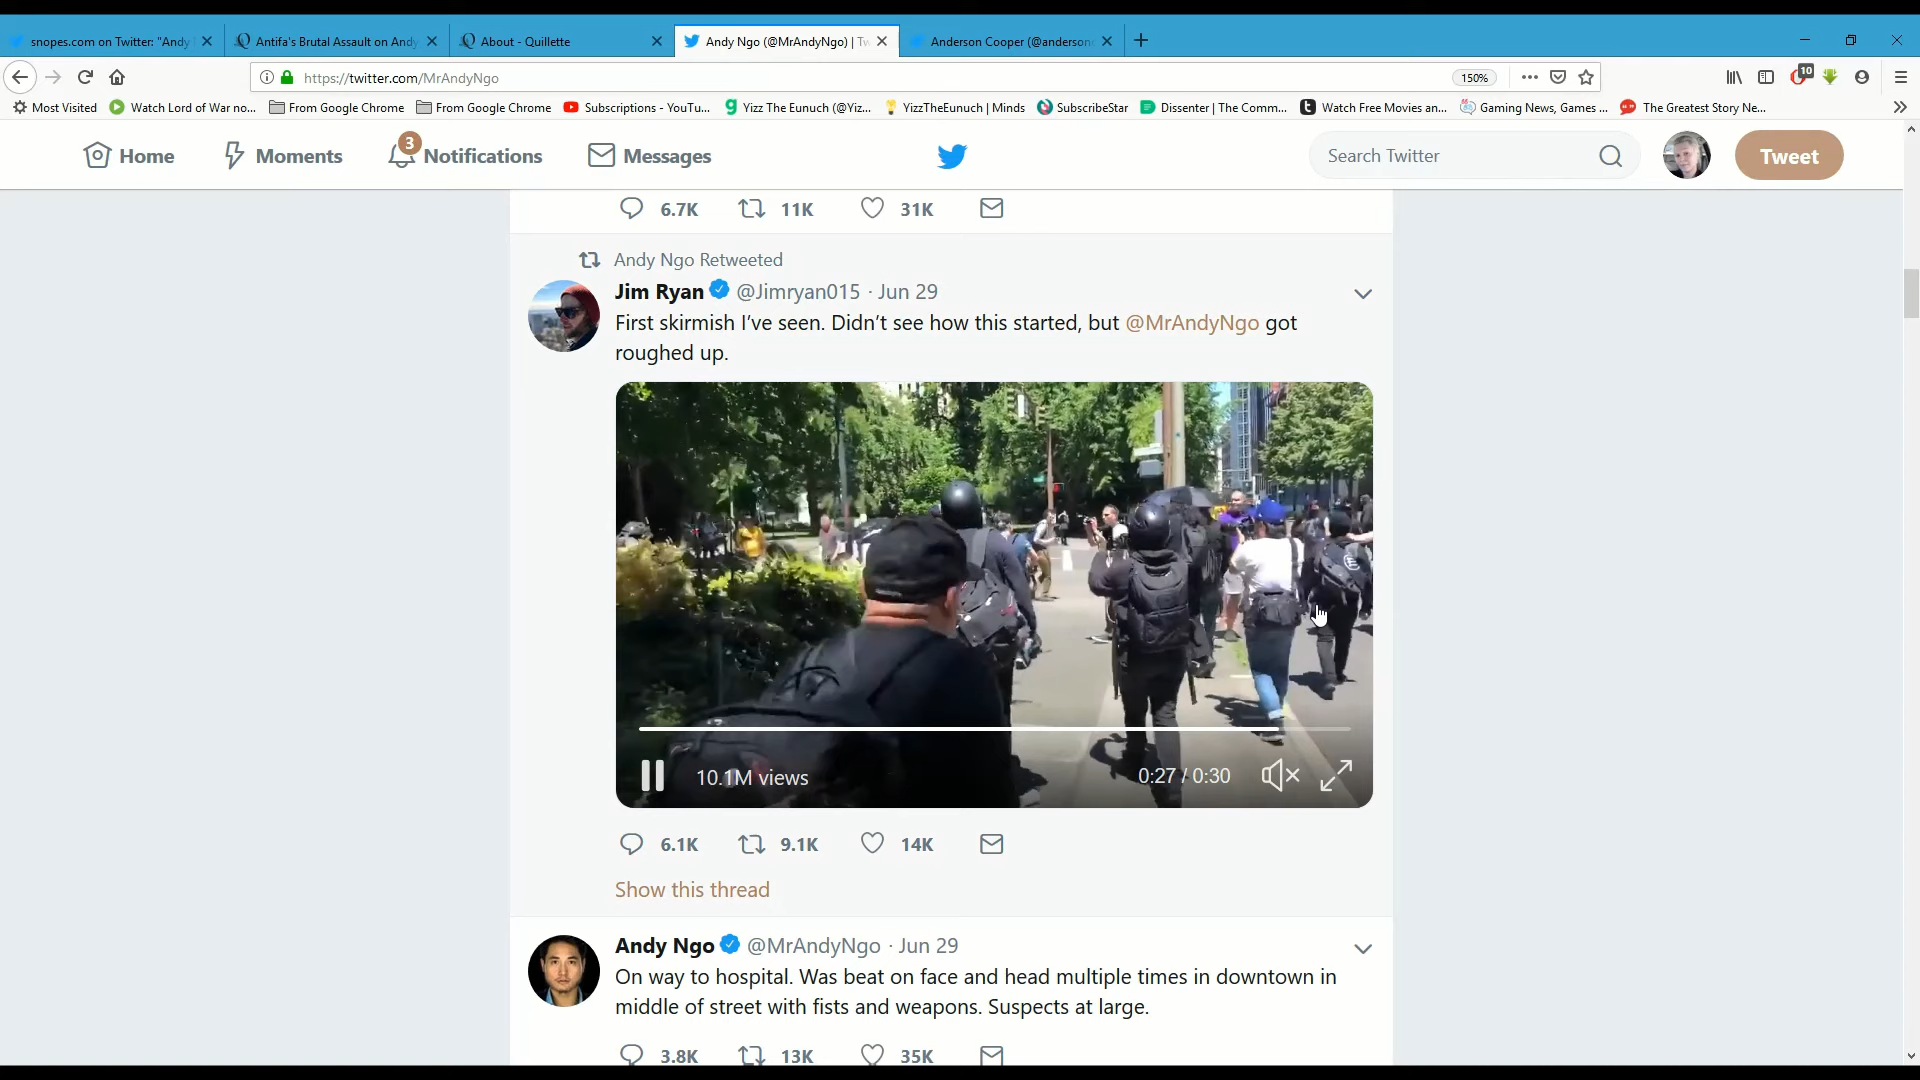 snopes.com on Twitter: "Andy
Antifa's Brutal Assault on Andy
About - Quillette
Andy Ngo (@MrAndyNgo) | Tw
Anderson Cooper (@anderson
https://twitter.com/MrAndyNgo
150%
10
Most Visited
Watch Lord of War no...
From Google Chrome
From Google Chrome
Subscriptions - YouTu...
Yizz The Eunuch (@Yiz...
YizzTheEunuch | Minds
SubscribeStar
Dissenter | The Comm...
Watch Free Movies an...
Gaming News, Games ...
The Greatest Story Ne...
Home
Moments
3
Notifications
Messages
Search Twitter
Tweet
6.7K 11K 31K
Andy Ngo Retweeted
Jim Ryan @Jimryan015 · Jun 29
First skirmish I've seen. Didn't see how this started, but @MrAndyNgo got
roughed up.
10.1M views
0:27 / 0:30
6.1K 9.1K 14K
Show this thread
Andy Ngo @MrAndyNgo · Jun 29
On way to hospital. Was beat on face and head multiple times in downtown in
middle of street with fists and weapons. Suspects at large.
3.8K 13K 35K